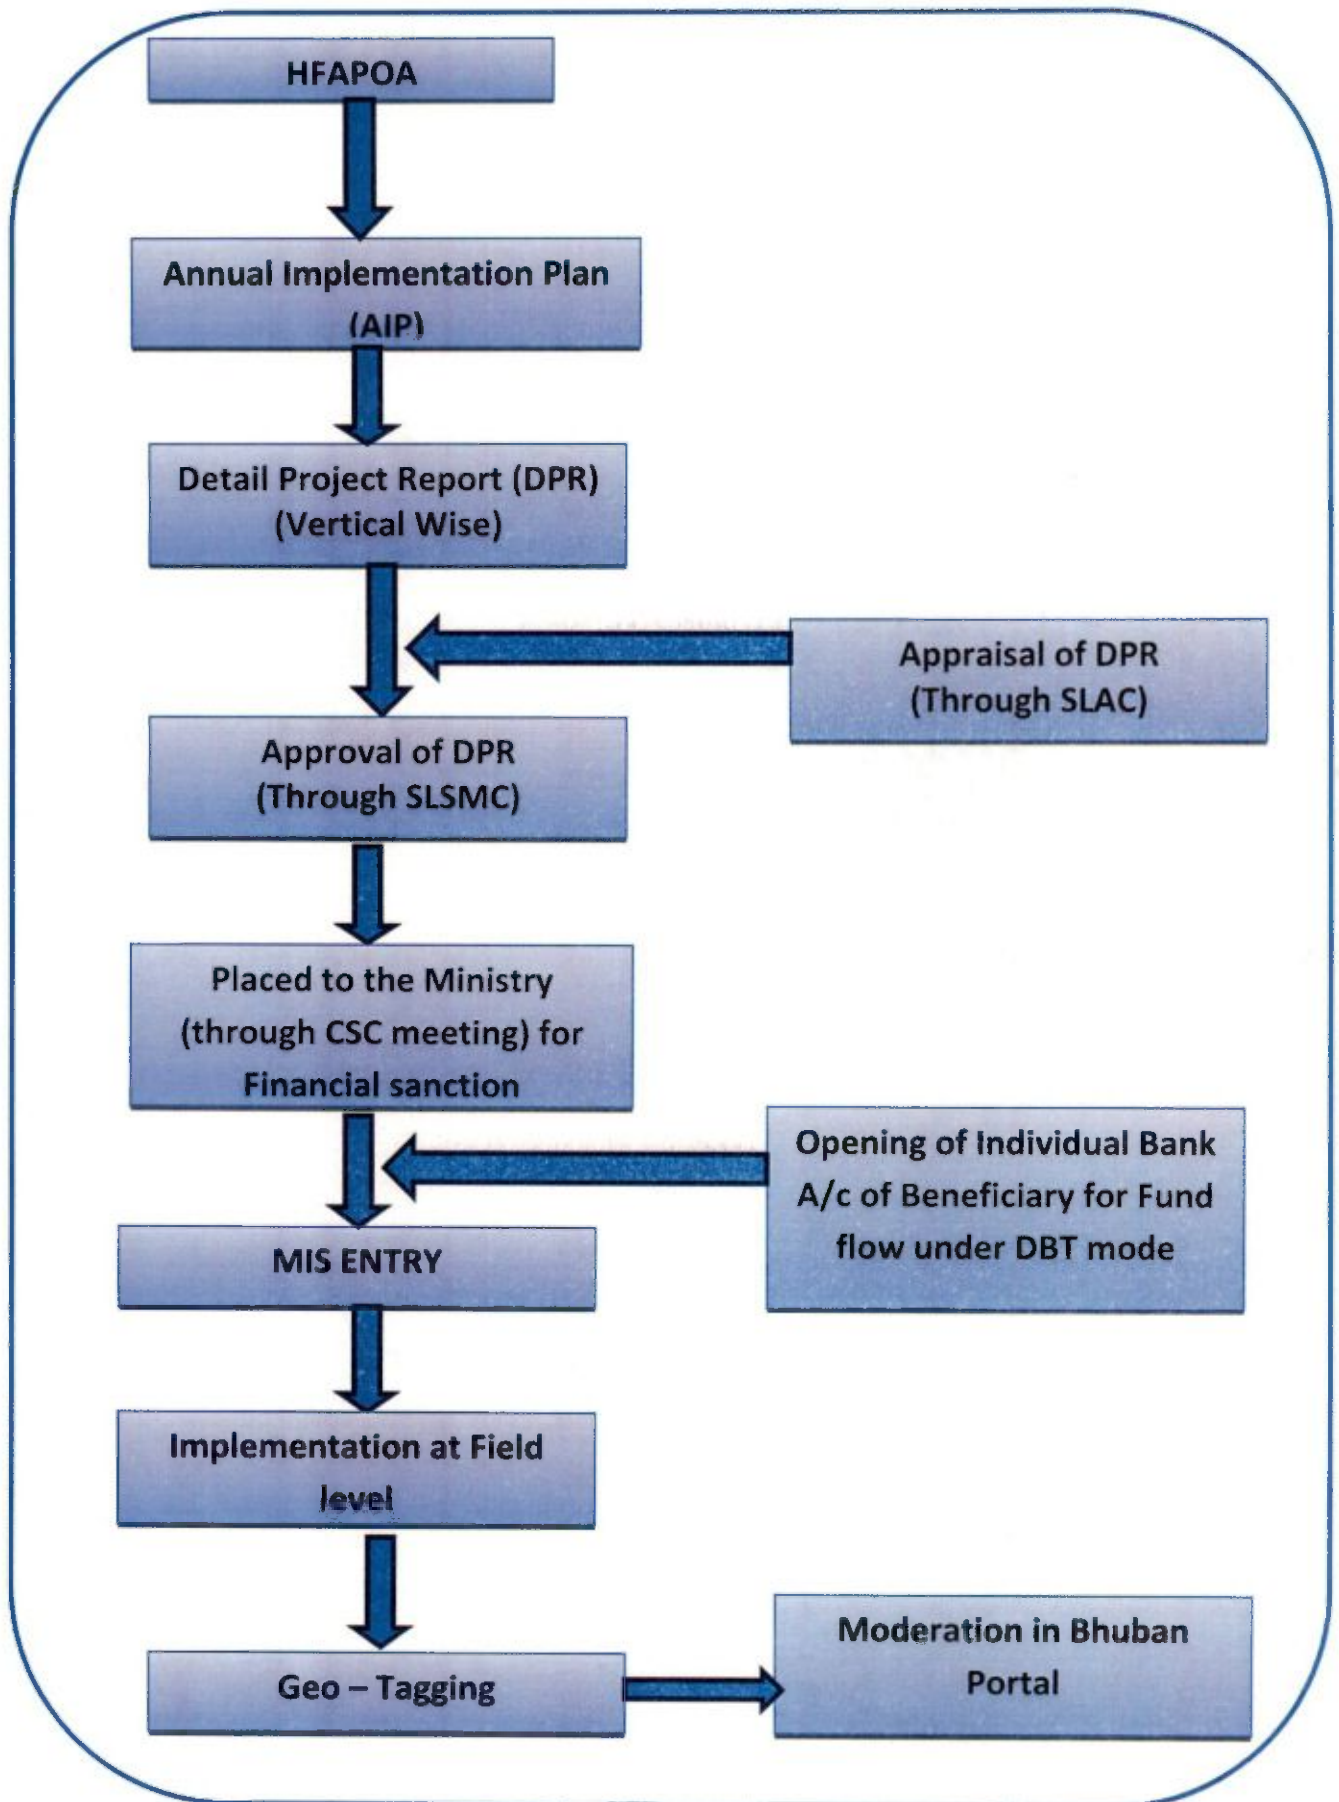 HFAPOA
Annual Implementation Plan
(AIP)
Detail Project Report (DPR)
(Vertical Wise)
Appraisal of DPR
(Through SLAC)
Approval of DPR
(Through SLSMC)
Placed to the Ministry
(through CSC meeting) for
Financial sanction
Opening of Individual Bank
A/c of Beneficiary for Fund
flow under DBT mode
MIS ENTRY
Implementation at Field
level
Geo – Tagging
Moderation in Bhuban
Portal